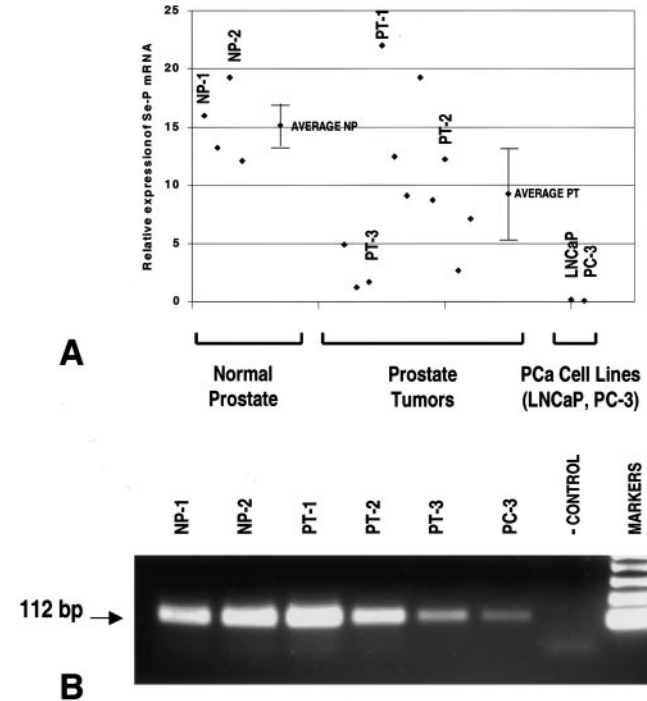 25
20
15
10
5
0
Relative expressionof Se-P mRNA
NP-1
NP-2
AVERAGE NP
PT-3
PT-1
PT-2
AVERAGE PT
LNCaP
PC-3
A
Normal
Prostate
Prostate
Tumors
PCa Cell Lines
(LNCaP, PC-3)
NP-1
NP-2
PT-1
PT-2
PT-3
PC-3
- CONTROL
MARKERS
112 bp
B